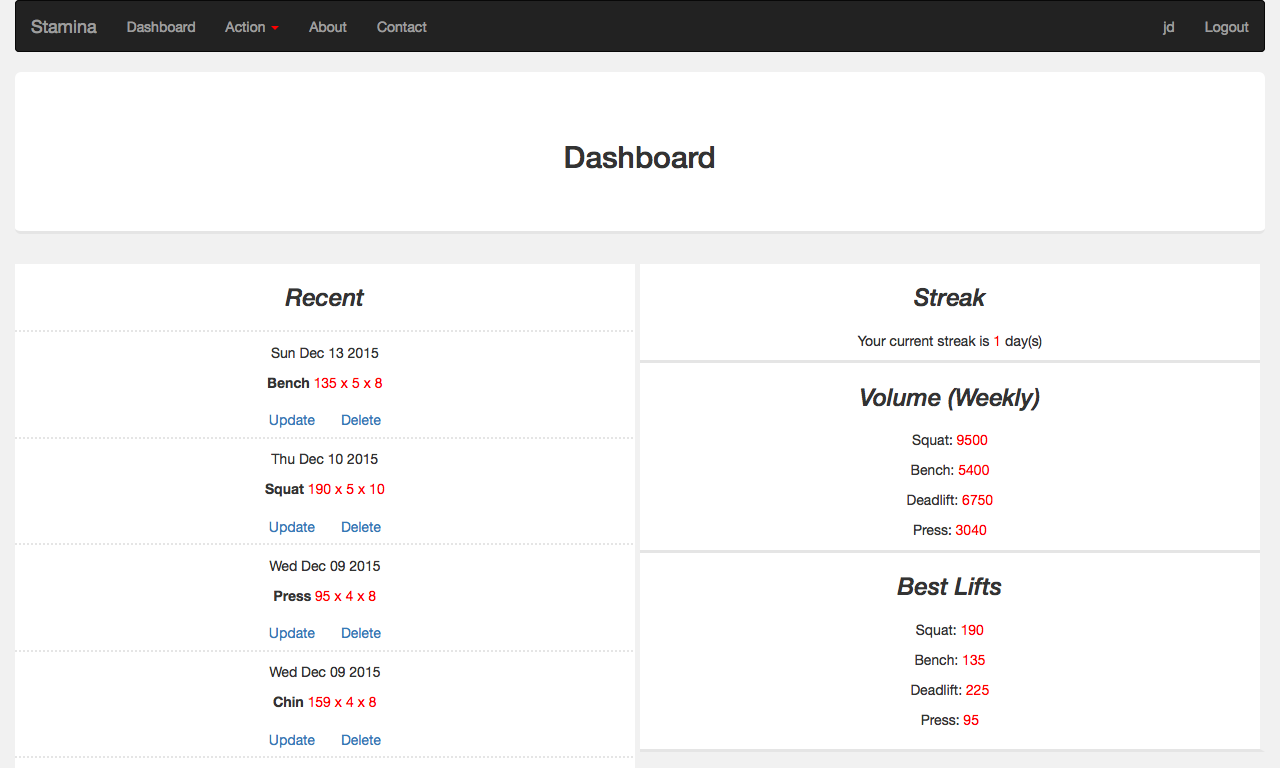 Stamina Dashboard Action About Contact jd Logout
Dashboard
Recent
Sun Dec 13 2015
Bench 135 x 5 x 8
Update Delete
Thu Dec 10 2015
Squat 190 x 5 x 10
Update Delete
Wed Dec 09 2015
Press 95 x 4 x 8
Update Delete
Wed Dec 09 2015
Chin 159 x 4 x 8
Update Delete
Streak
Your current streak is 1 day(s)
Volume (Weekly)
Squat: 9500
Bench: 5400
Deadlift: 6750
Press: 3040
Best Lifts
Squat: 190
Bench: 135
Deadlift: 225
Press: 95